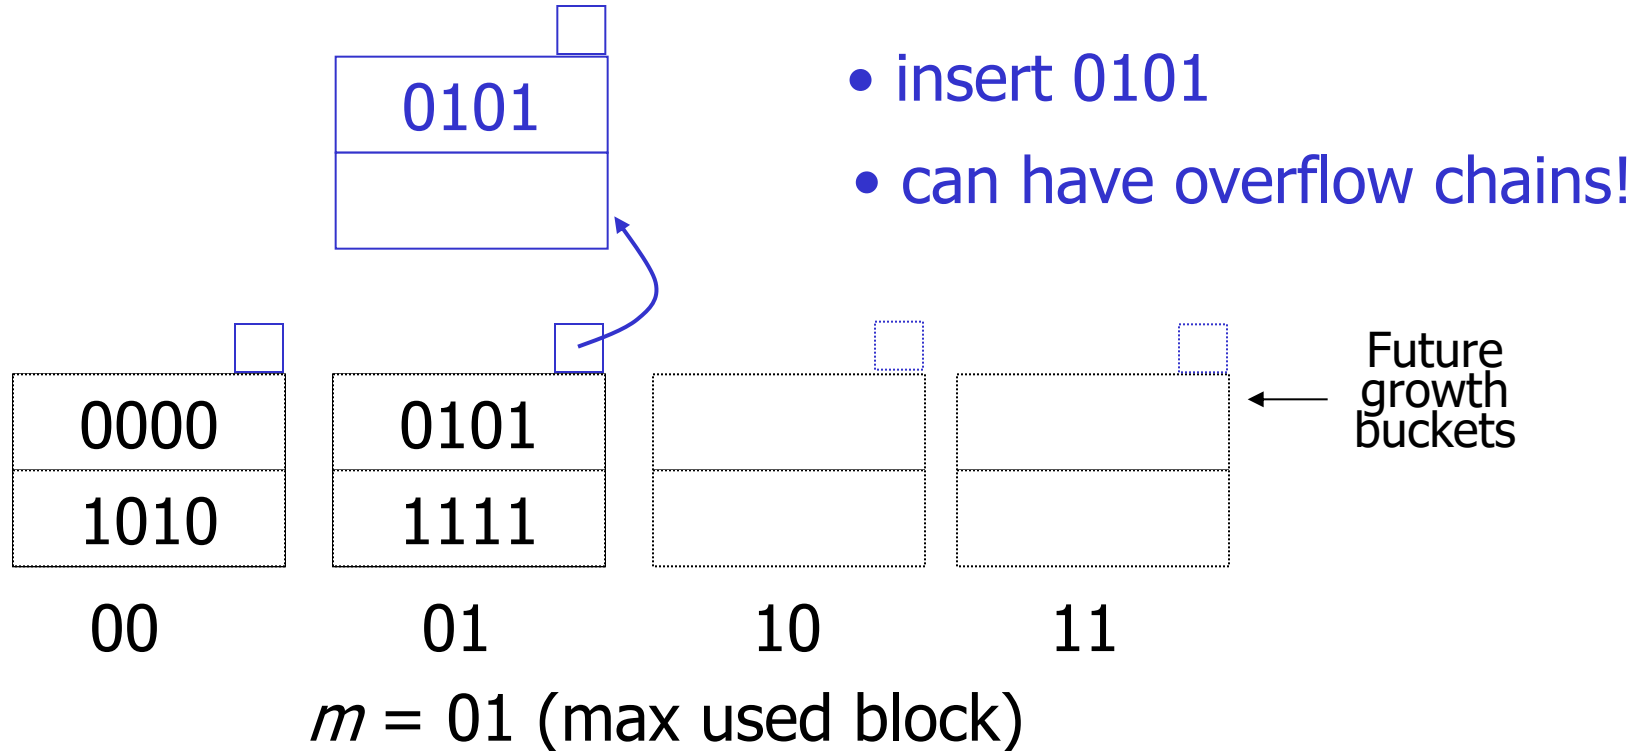 0101
• insert 0101
• can have overflow chains!
0000
1010
0101
1111
Future
growth
buckets
00
01
10
11
m = 01 (max used block)